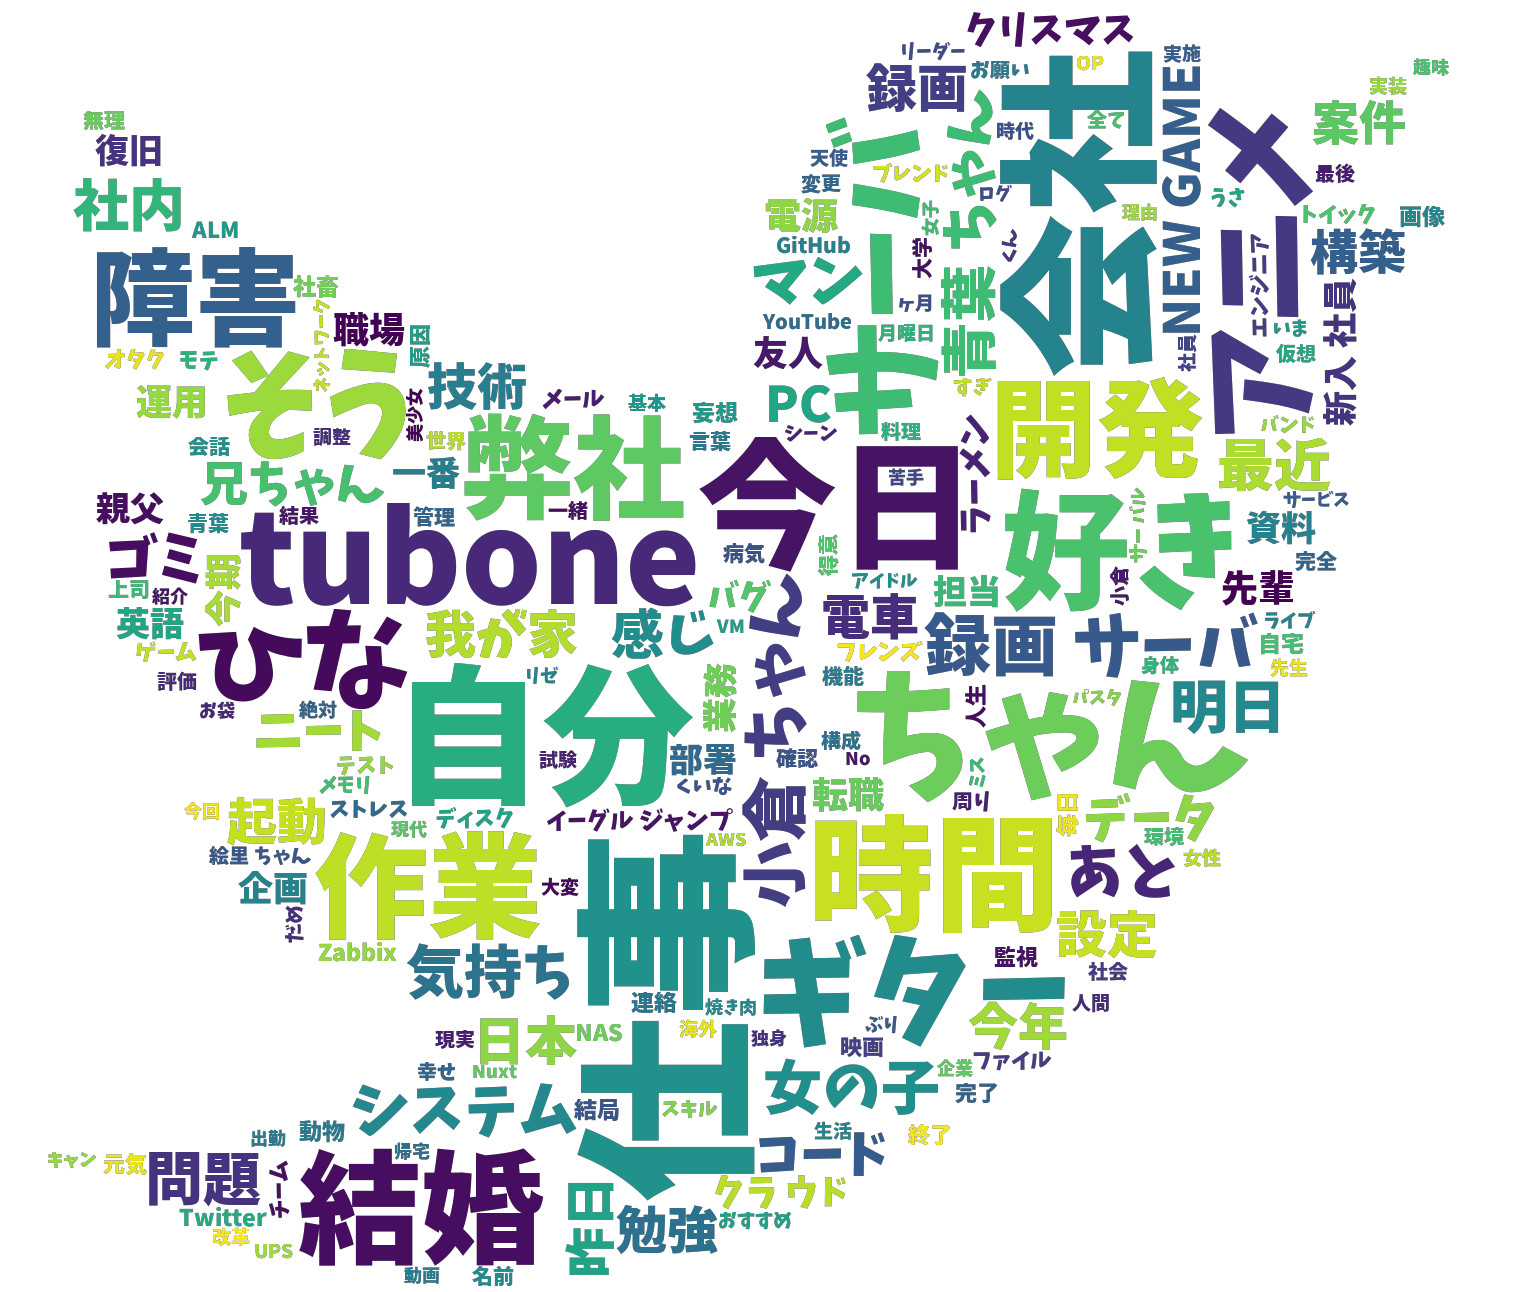 クリスマス
リーダー
お願い
OP
実施
趣味
実装
録画
案件
無理
復旧
社内
ALM
障害
社畜
ネットワーク
職場
原因
オタク
モテ
運用
そう
調整
美少女
会話
兄ちゃん
世界
技術
メール
基本
妄想
言葉
一番
弊社
管理
一緒
親父
ゴミ
青葉
結果
今期
上司
紹介
英語
ゲーム
評価
お袋
tubone
ひな
我が家
感じ
バグ
VM
病気
得意
今日
苦手
シーン
PC
友人
YouTube
マン
GitHub
電源
変更
天使
ブレンド
サーバ
女子
大学
ケ月
月曜日
料理
すぎ
青葉 ちゃん
時代
ログ
くん
全て
理由
会社
NEW GAME
社員
アニメ
うさ
エンジニア
いま
仮想
最後
トイック
画像
構築
新入 社員
バンド
最近
開発
ラーメン
サービス
資料
完全
先輩
好き
サーバル
小倉
アイドル
担当
電車
フレンズ
録画
サーバ
ライブ
自宅
先生
身体
明日
機能
構成
確認
No
人生
パスタ
ちゃん
ミス
周り
毎日
データ
環境
女性
転職
小倉 ちゃん
時間
あと
設定
監視
社会
人間
ギター
今年
ファイル
ぶり
映画
独身
企業
完了
女の子
生活
終了
コード
クラウド
おすすめ
自分
リゼ
業務
部署
くいな
試験
絶対
ニート
テスト
メモリ
今回
起動
ストレス
現代
ディスク
イーグル ジャンプ
AWS
絵里 ちゃん
企画
だめ
作業
大変
Zabbix
気持ち
仕事
連絡
焼き肉
海外
現実
日本
NAS
幸せ
Nuxt
システム
結局
スキル
出勤
動物
帰宅
キャン
元気
問題
チーム
Twitter
改革
UPS
結婚
昨日
勉強
動画
名前